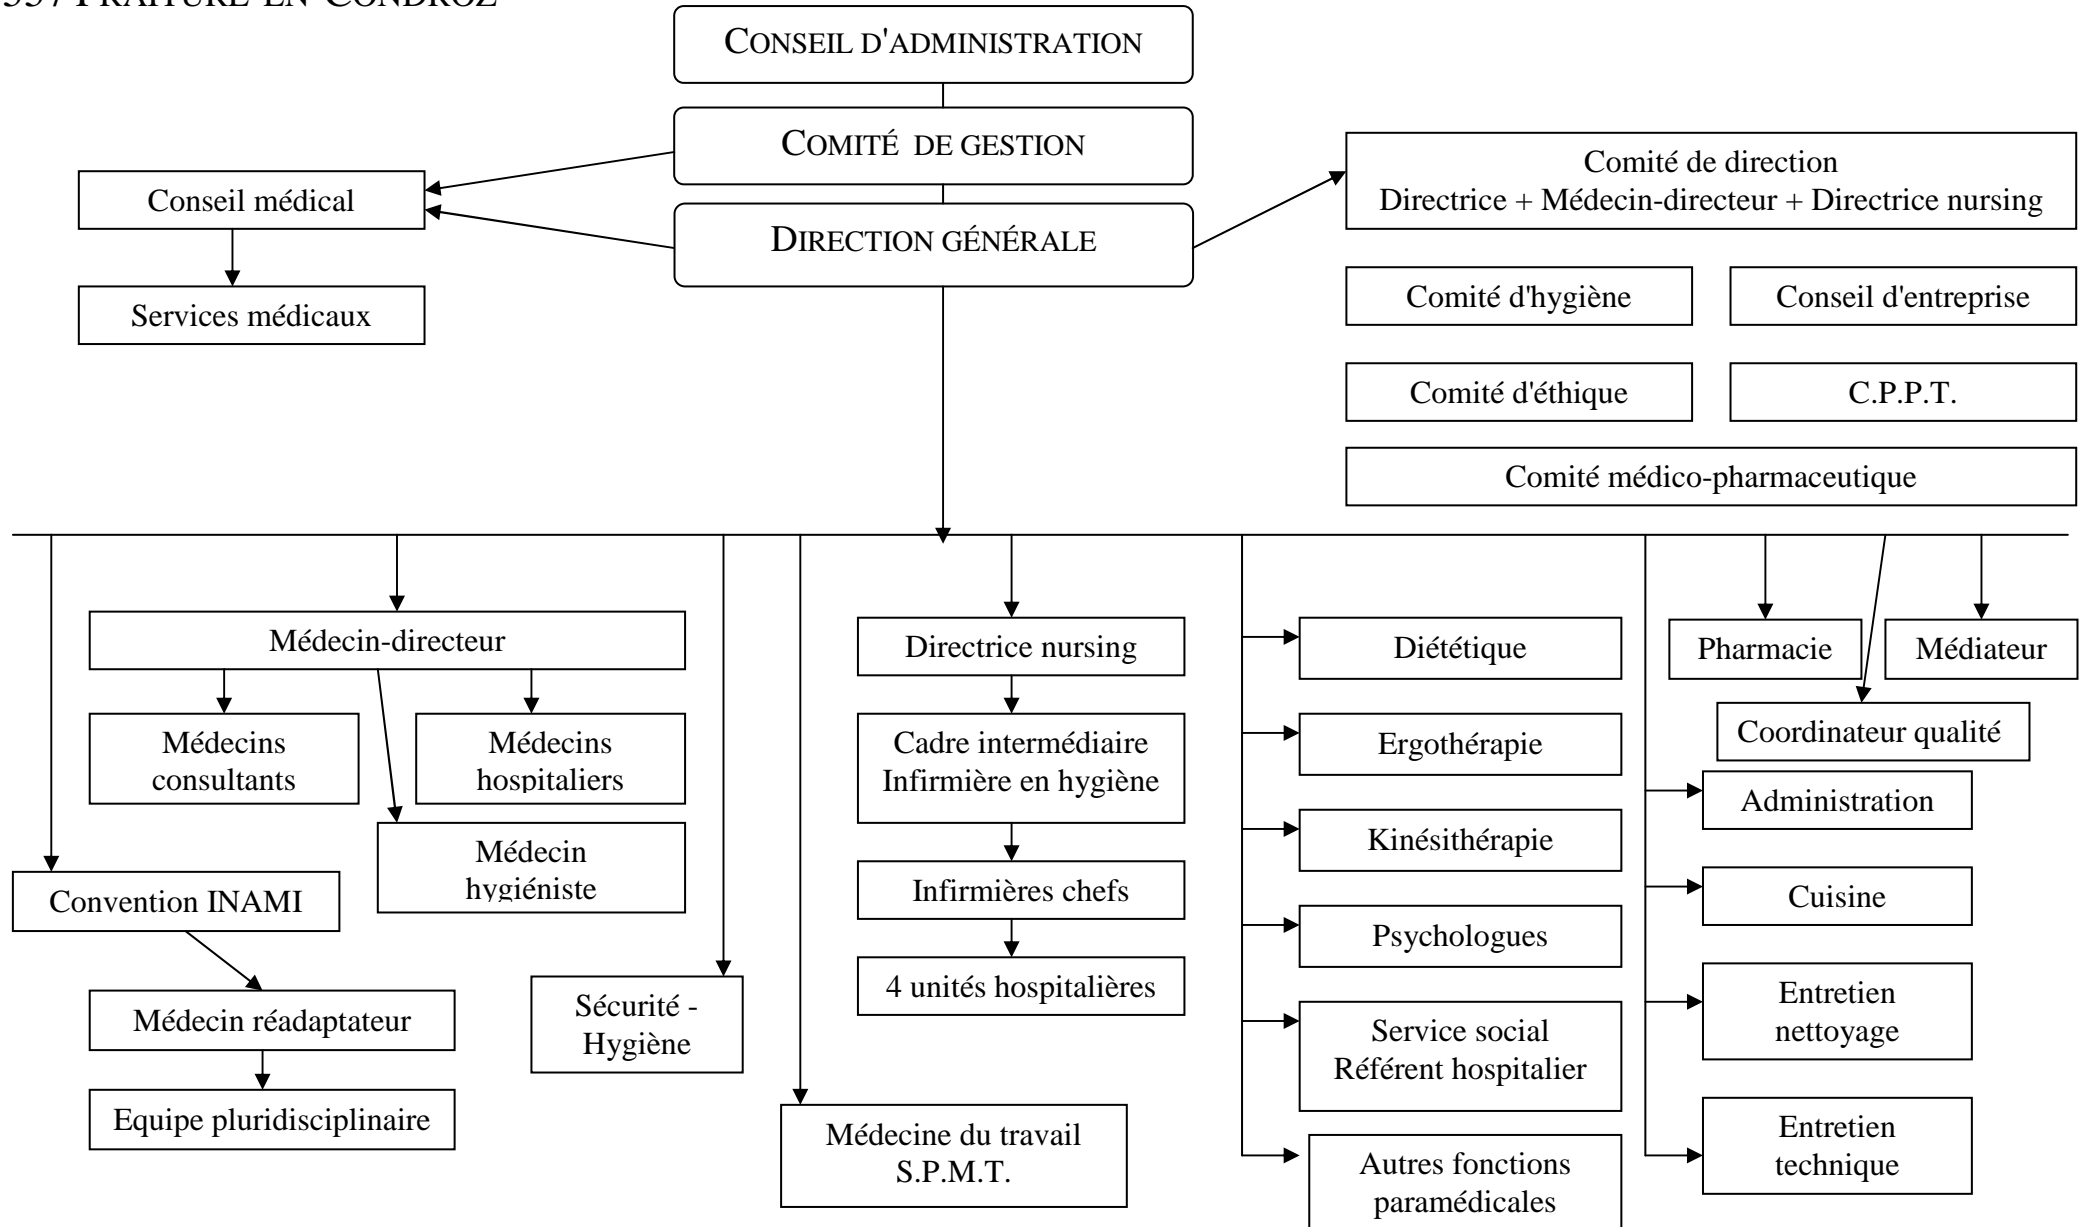 CONSEIL D'ADMINISTRATION
COMITÉ DE GESTION
DIRECTION GÉNÉRALE
Conseil médical
Services médicaux
Comité de direction
Directrice + Médecin-directeur + Directrice nursing
Comité d'hygiène
Conseil d'entreprise
Comité d'éthique
C.P.P.T.
Comité médico-pharmaceutique
Médecin-directeur
Médecins
consultants
Médecins
hospitaliers
Médecin
hygiéniste
Convention INAMI
Médecin réadaptateur
Equipe pluridisciplinaire
Sécurité -
Hygiène
Médecine du travail
S.P.M.T.
Directrice nursing
Cadre intermédiaire
Infirmière en hygiène
Infirmières chefs
4 unités hospitalières
Diététique
Ergothérapie
Kinésithérapie
Psychologues
Service social
Référent hospitalier
Autres fonctions
paramédicales
Pharmacie
Médiateur
Coordinateur qualité
Administration
Cuisine
Entretien
nettoyage
Entretien
technique